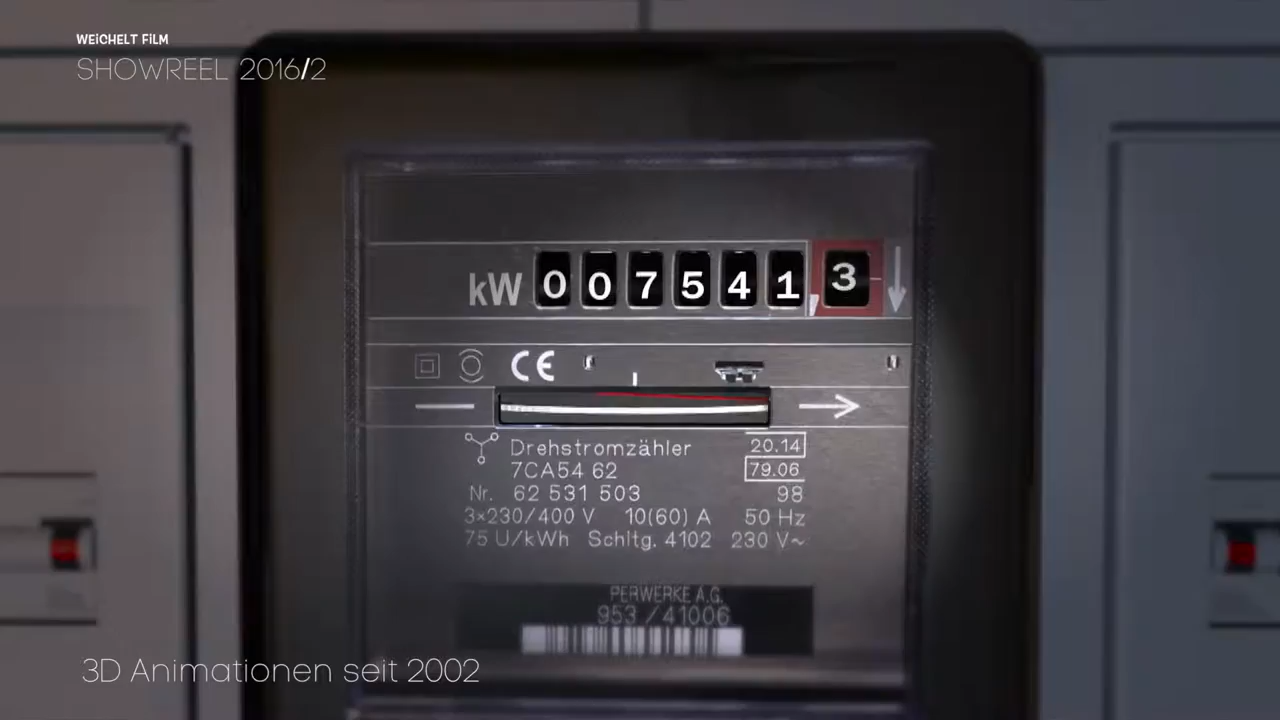 WEICHELT FILM
SHOWREEL 2016/2
kW 007541,3
CE
Drehstromzähler 20.14
7CA54 62 79.06
Nr. 62 531 503 98
3×230/400 V 10(60) A 50 Hz
75 U/kWh Schltg. 4102 230 V~
PERWERKE A.G.
953 / 41006
3D Animationen seit 2002